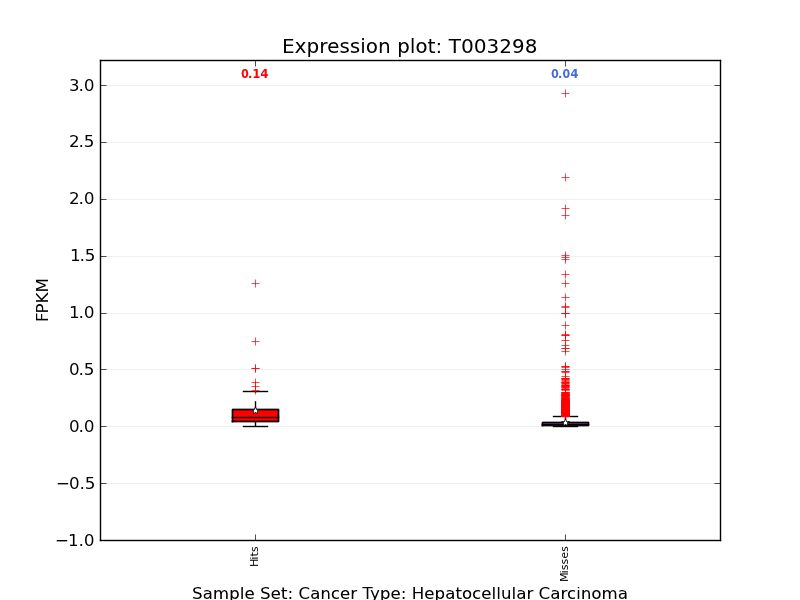 Expression plot: T003298
0.14 0.04
3.0
2.5
2.0
1.5
1.0
0.5
0.0
−0.5
−1.0
FPKM
Hits Misses
Sample Set: Cancer Type: Hepatocellular Carcinoma